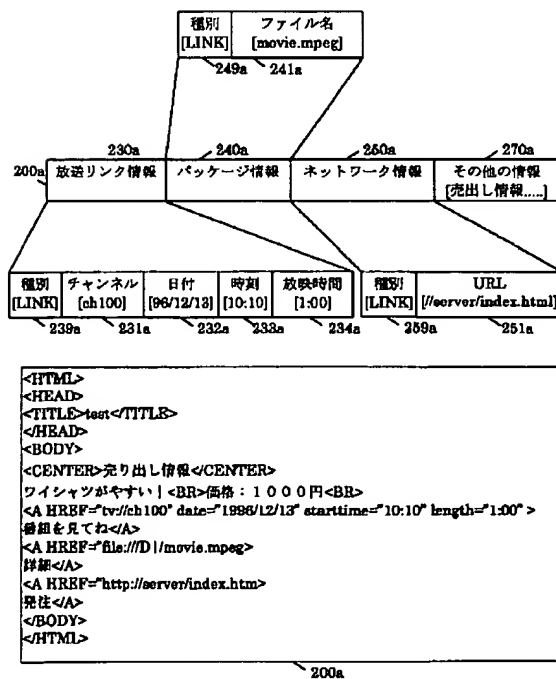 種別 ファイル名
[LINK] [movie.mpeg]
249a 241a
230a 240a 250a 270a
200a 放送リンク情報 パッケージ情報 ネットワーク情報 その他の情報
[売出し情報.....]
種別 チャンネル 日付 時刻 放映時間 種別 URL
[LINK] [ch100] [96/12/13] [10:10] [1:00] [LINK] [//server/index.html]
239a 231a 232a 233a 234a 259a 251a
<HTML>
<HEAD>
<TITLE>test</TITLE>
</HEAD>
<BODY>
<CENTER>売り出し情報</CENTER>
ワイシャツがやすい！<BR>価格：１０００円<BR>
<A HREF="tv://ch100" date="1996/12/13" starttime="10:10" length="1:00" >
番組を見てね</A>
<A HREF="file:///D|/movie.mpeg>
詳細</A>
<A HREF="http://server/index.htm>
発注</A>
</BODY>
</HTML>
200a